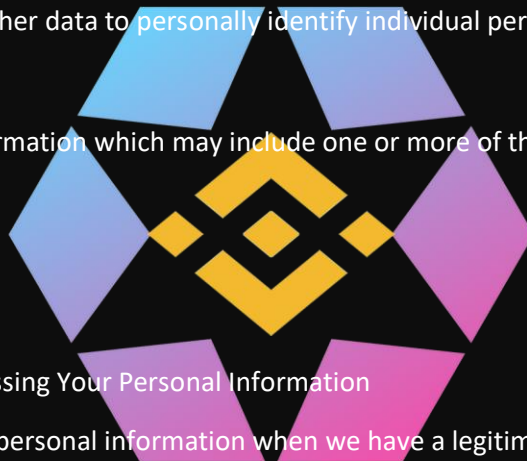 her data to personally identify individual per
rmation which may include one or more of th
ssing Your Personal Information
personal information when we have a legitim